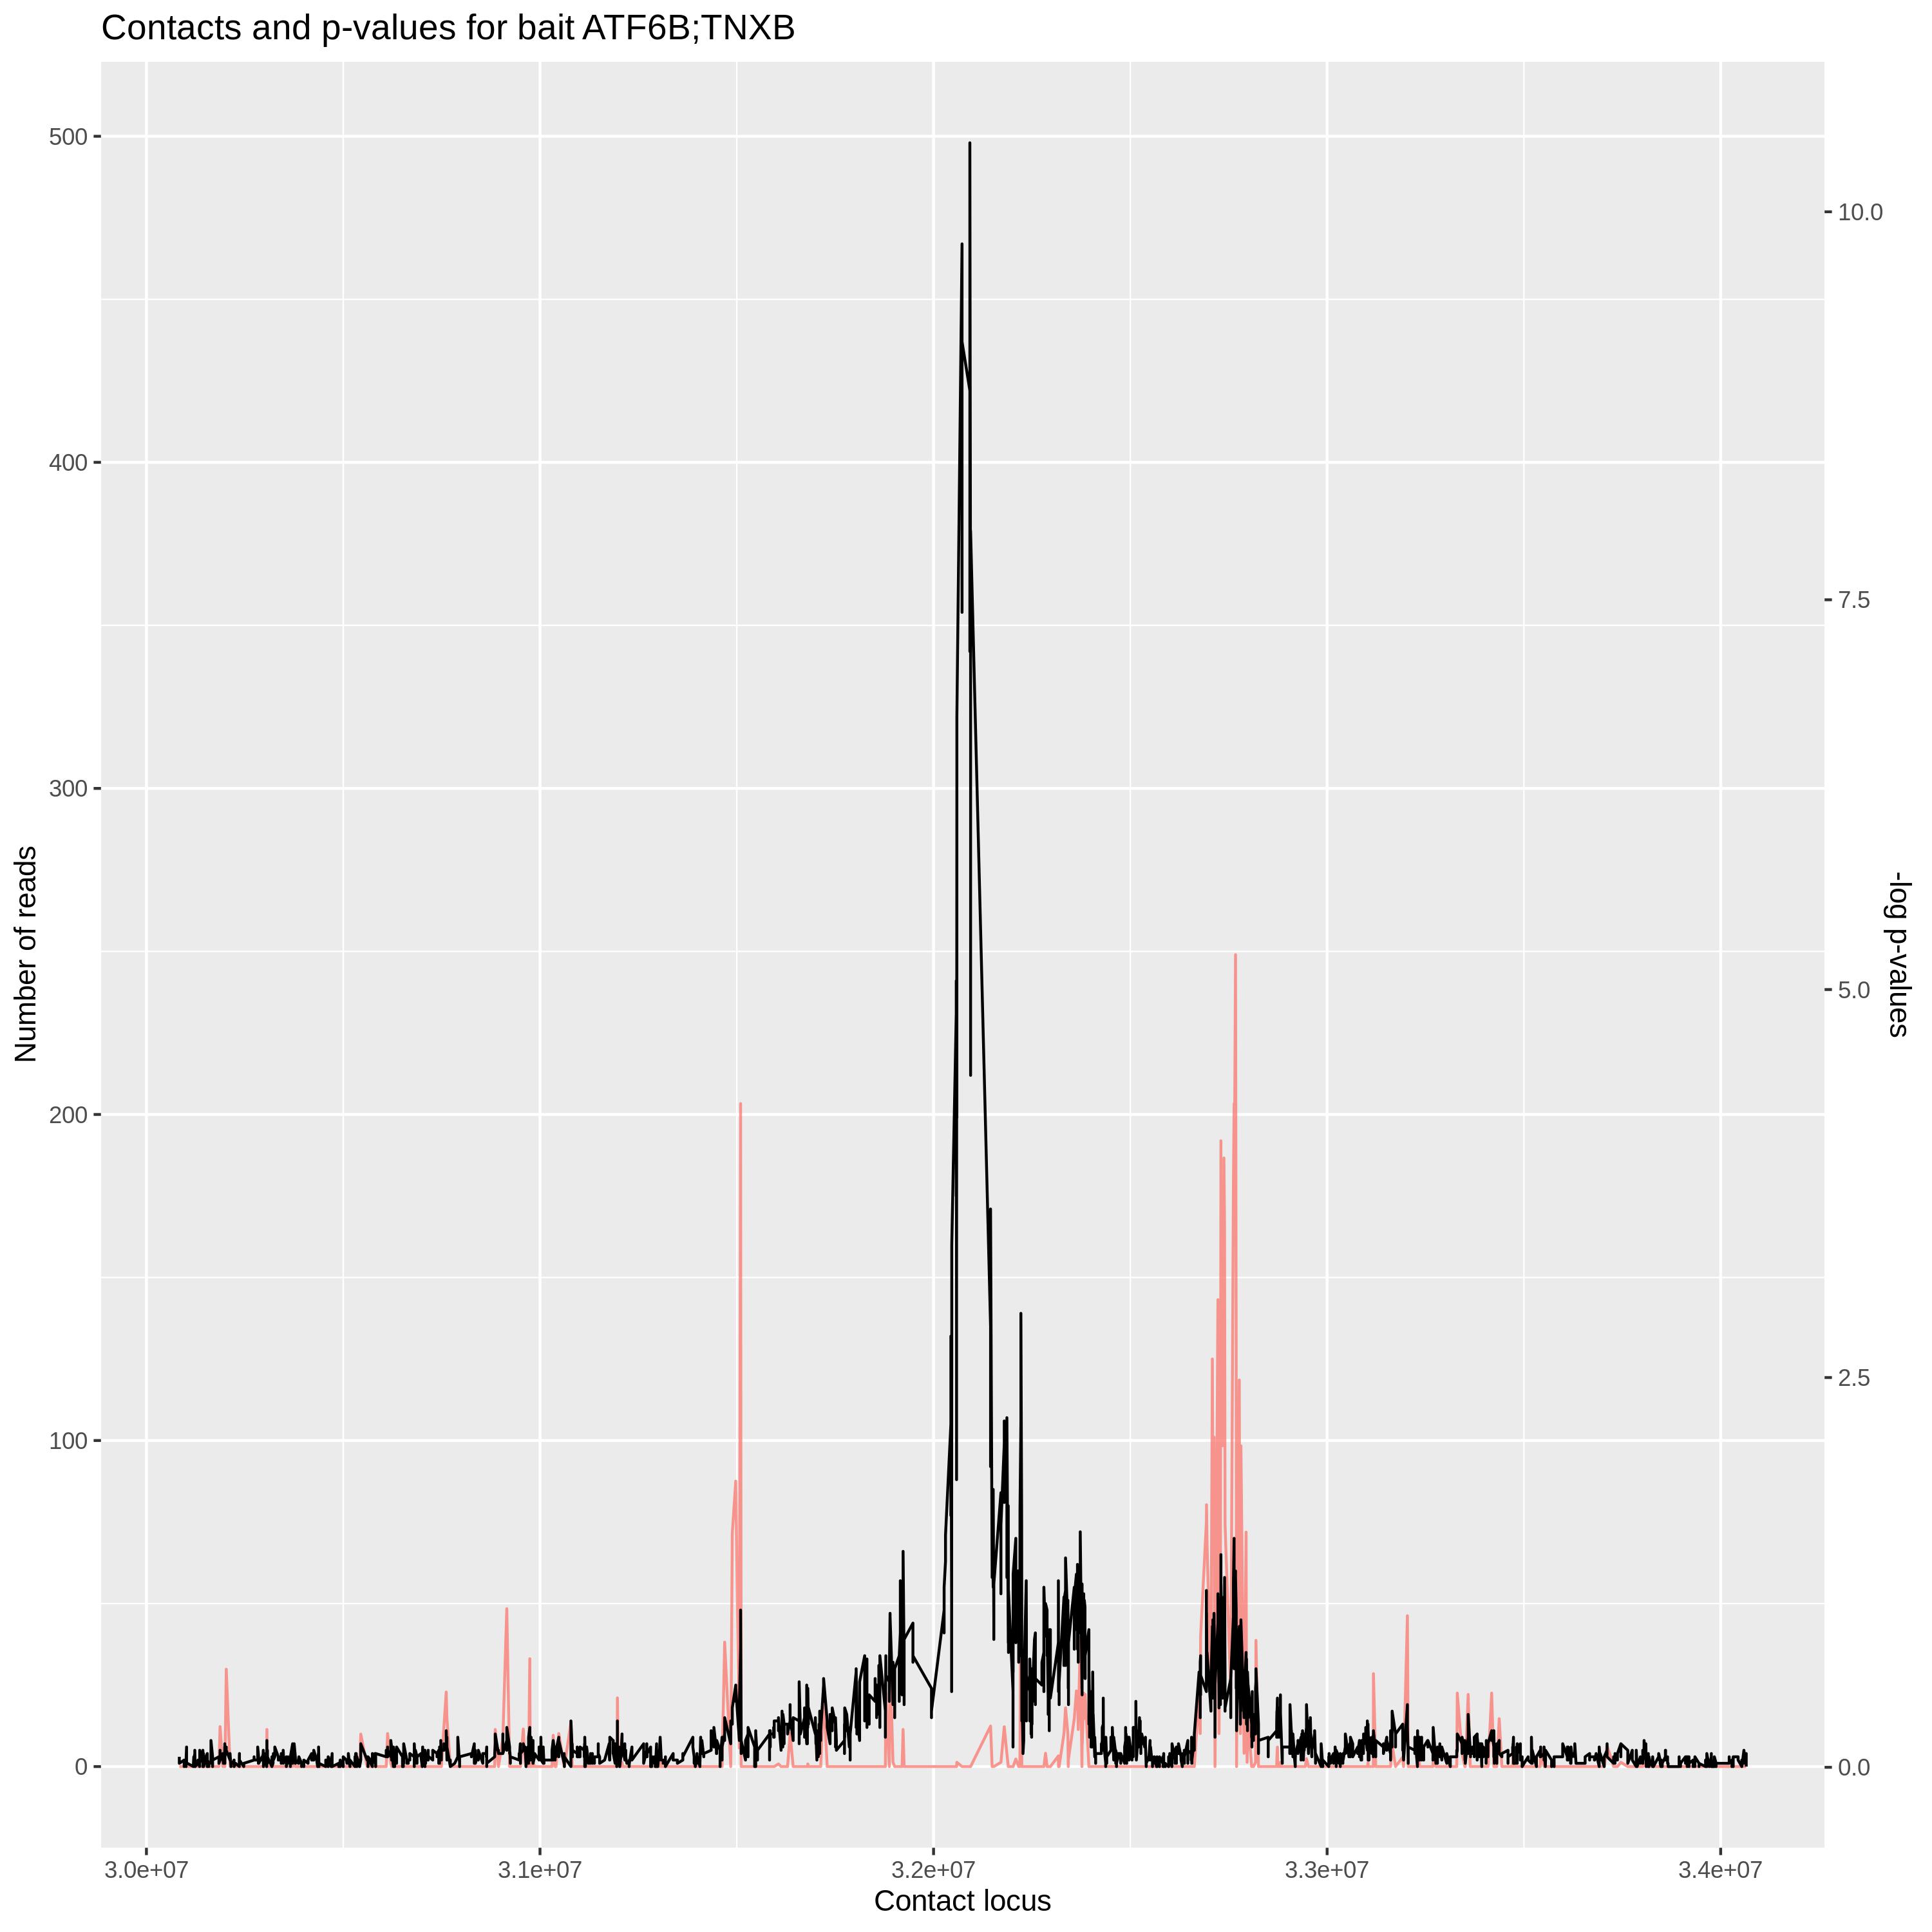 Contacts and p-values for bait ATF6B;TNXB
500
400
300
200
100
0
Number of reads
10.0
7.5
5.0
2.5
0.0
-log p-values
3.0e+07
3.1e+07
3.2e+07
3.3e+07
3.4e+07
Contact locus